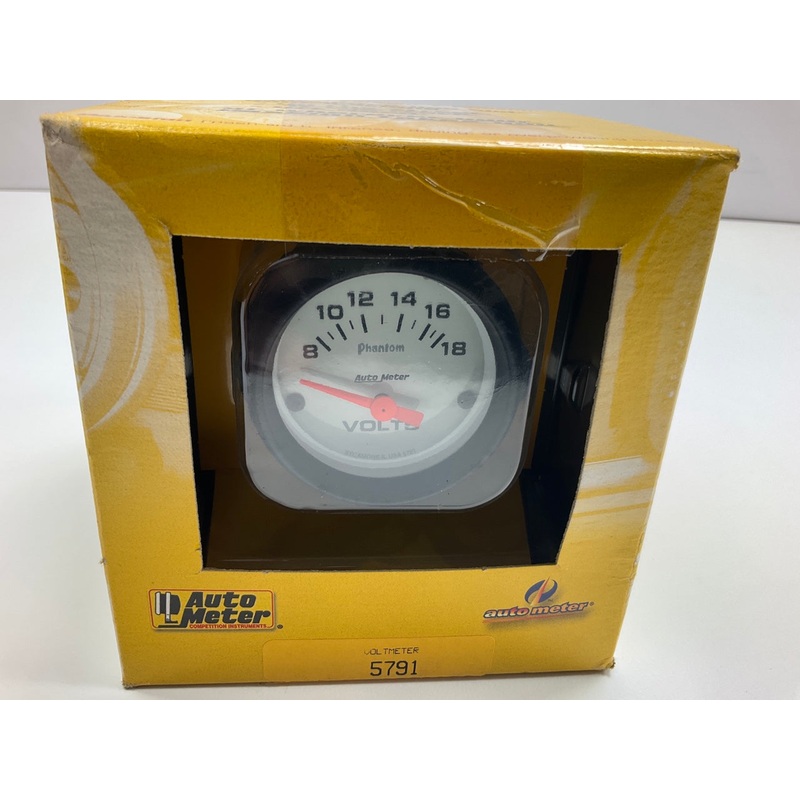 8 10 12 14 16 18
Phantom
Auto Meter
VOLTS
Auto
Meter
COMPETITION INSTRUMENTS
®
auto meter®
VOLTMETER
5791